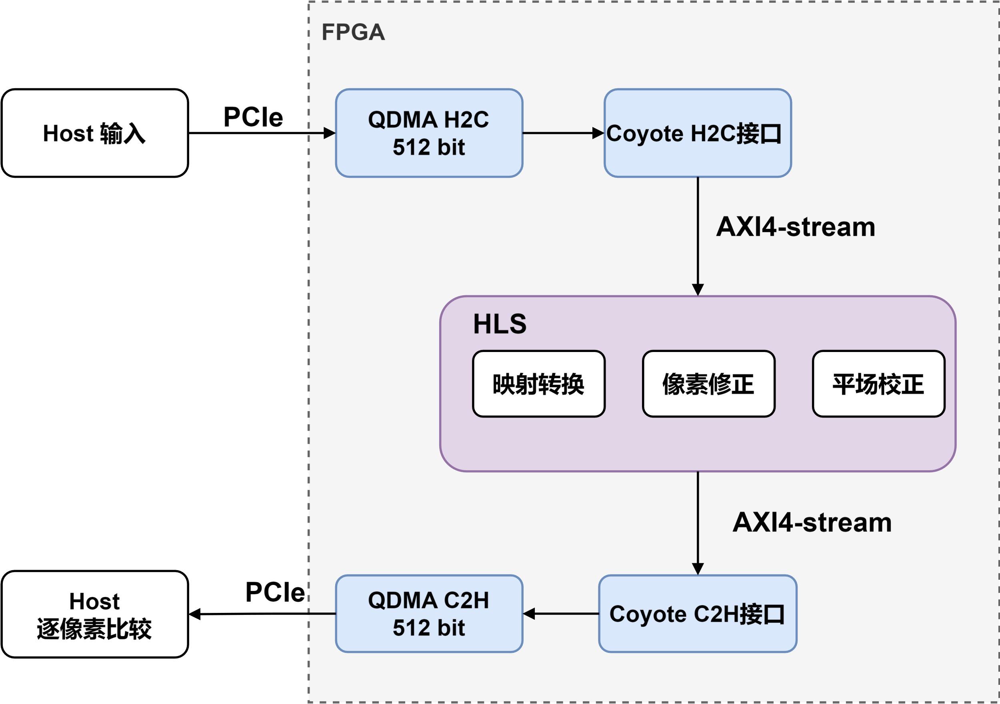 FPGA
Host 输入
PCIe
QDMA H2C
512 bit
Coyote H2C接口
AXI4-stream
HLS
映射转换
像素修正
平场校正
AXI4-stream
Host
逐像素比较
PCIe
QDMA C2H
512 bit
Coyote C2H接口